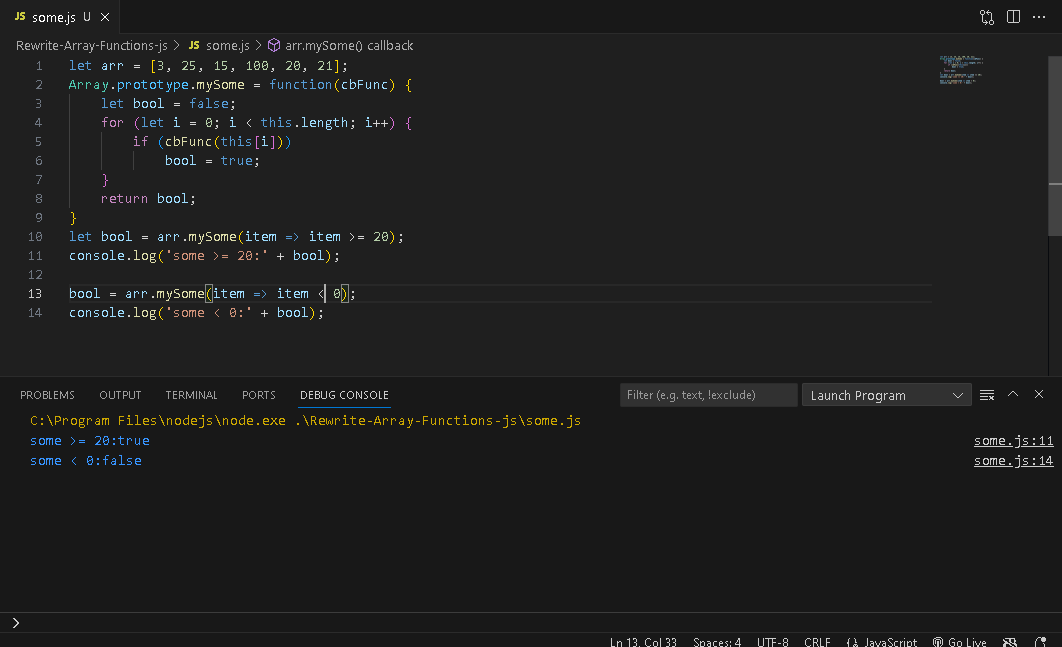 JS some.js U
Rewrite-Array-Functions-js > JS some.js > arr.mySome() callback
1 let arr = [3, 25, 15, 100, 20, 21];
2 Array.prototype.mySome = function(cbFunc) {
3 let bool = false;
4 for (let i = 0; i < this.length; i++) {
5 if (cbFunc(this[i]))
6 bool = true;
7 }
8 return bool;
9 }
10 let bool = arr.mySome(item => item >= 20);
11 console.log('some >= 20:' + bool);
12
13 bool = arr.mySome(item => item < 0);
14 console.log('some < 0:' + bool);
PROBLEMS OUTPUT TERMINAL PORTS DEBUG CONSOLE Filter (e.g. text, !exclude) Launch Program
C:\Program Files\nodejs\node.exe .\Rewrite-Array-Functions-js\some.js
some >= 20:true some.js:11
some < 0:false some.js:14
>
Ln 13, Col 33 Spaces: 4 UTF-8 CRLF {} JavaScript Go Live